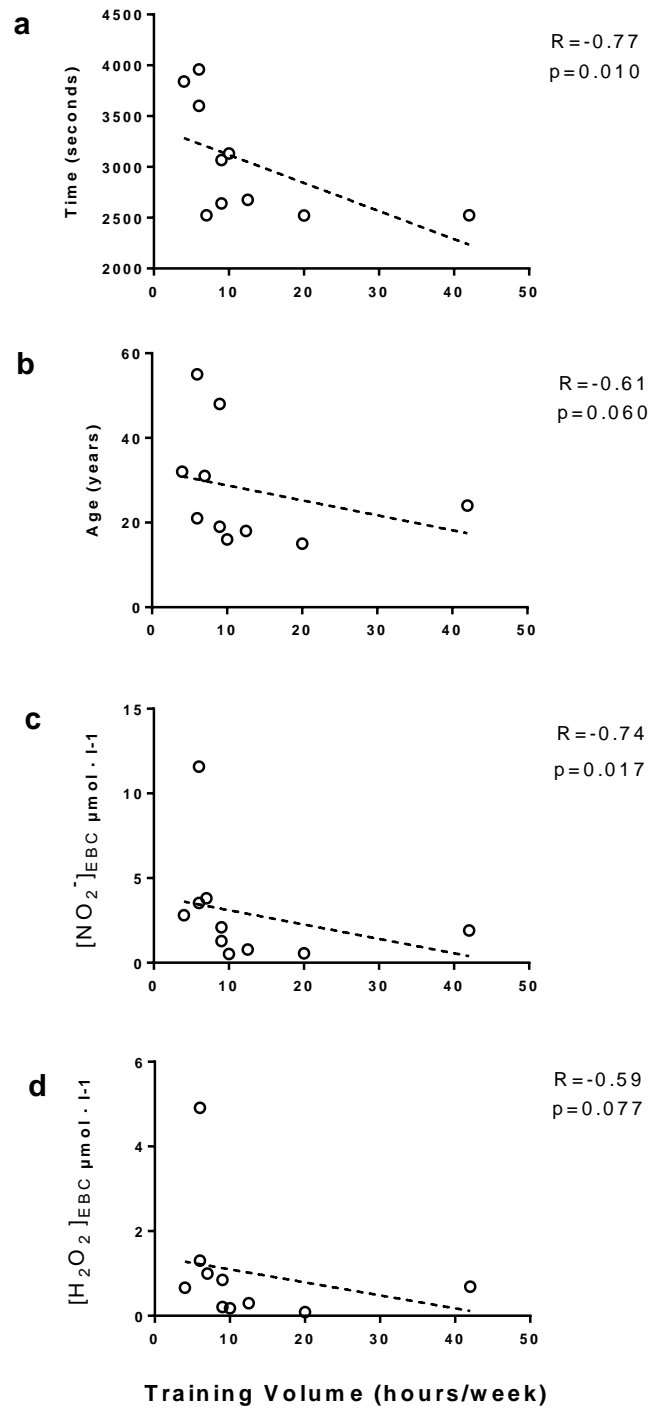 a
R=-0.77
p=0.010
Time (seconds)
4500
4000
3500
3000
2500
2000
0 10 20 30 40 50
b
R=-0.61
p=0.060
Age (years)
60
40
20
0
0 10 20 30 40 50
c
R=-0.74
p=0.017
[NO₂⁻]EBC µmol · l-1
15
10
5
0
0 10 20 30 40 50
d
R=-0.59
p=0.077
[H₂O₂]EBC µmol · l-1
6
4
2
0
0 10 20 30 40 50
Training Volume (hours/week)